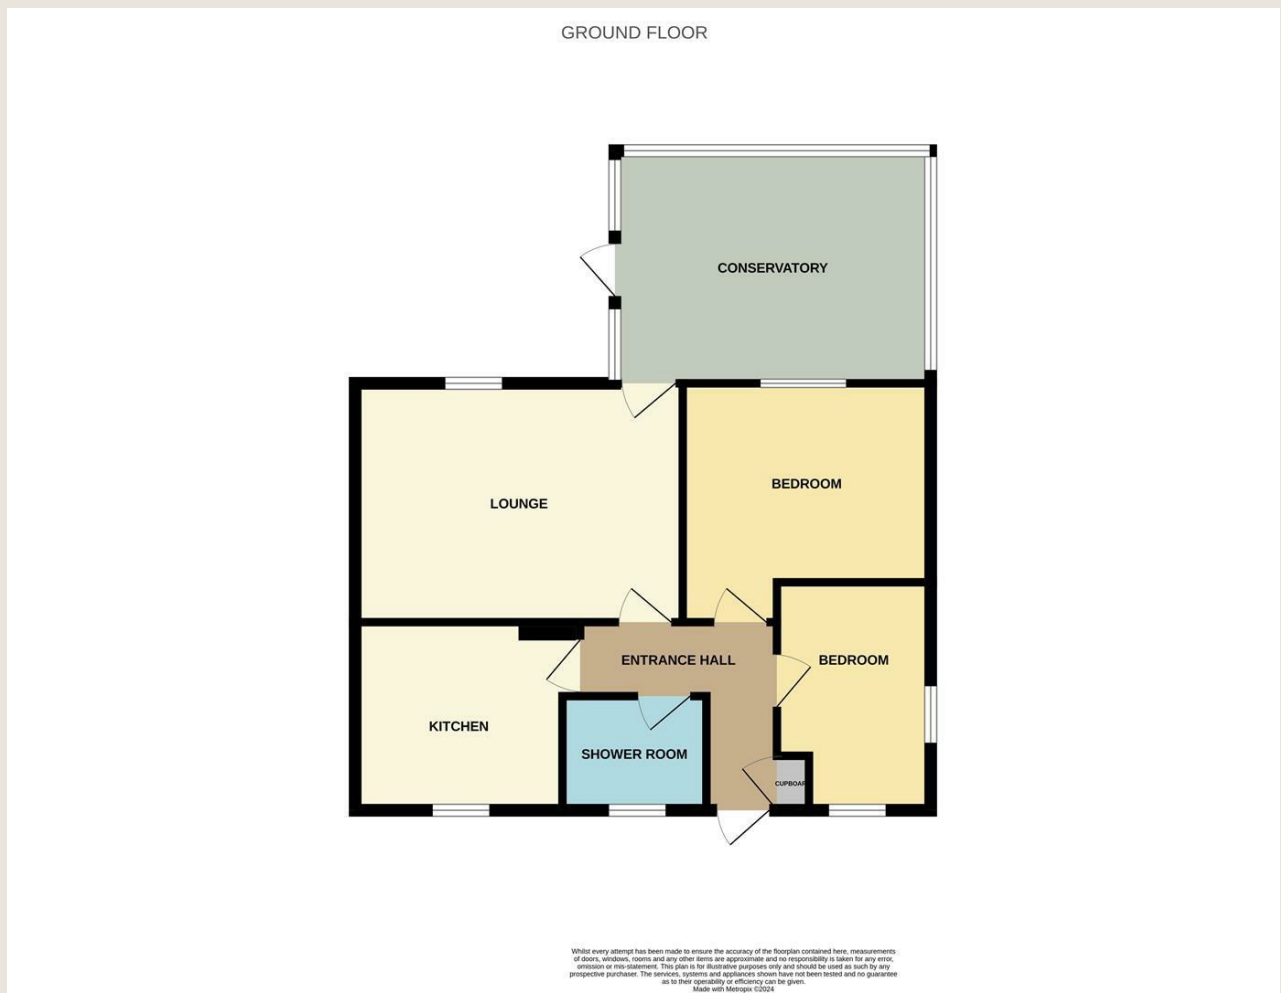 GROUND FLOOR
CONSERVATORY
LOUNGE
BEDROOM
ENTRANCE HALL
BEDROOM
KITCHEN
SHOWER ROOM
CUPBOAR
Whilst every attempt has been made to ensure the accuracy of the floorplan contained here, measurements
of doors, windows, rooms and any other items are approximate and no responsibility is taken for any error,
omission or mis-statement. This plan is for illustrative purposes only and should be used as such by any
prospective purchaser. The services, systems and appliances shown have not been tested and no guarantee
as to their operability or efficiency can be given.
Made with Metropix ©2024